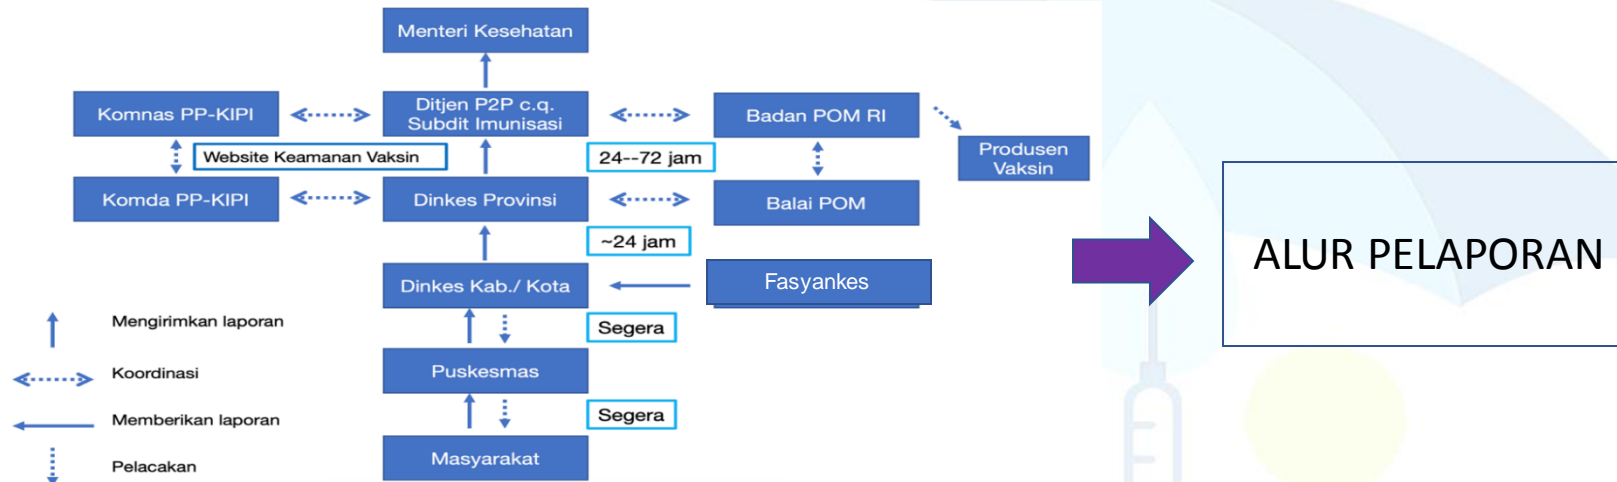 Menteri Kesehatan
Komnas PP-KIPI
Ditjen P2P c.q.
Subdit Imunisasi
Badan POM RI
Website Keamanan Vaksin
24--72 jam
Produsen
Vaksin
Komda PP-KIPI
Dinkes Provinsi
Balai POM
~24 jam
ALUR PELAPORAN
Dinkes Kab./ Kota
Fasyankes
Mengirimkan laporan
Segera
Koordinasi
Puskesmas
Memberikan laporan
Segera
Pelacakan
Masyarakat